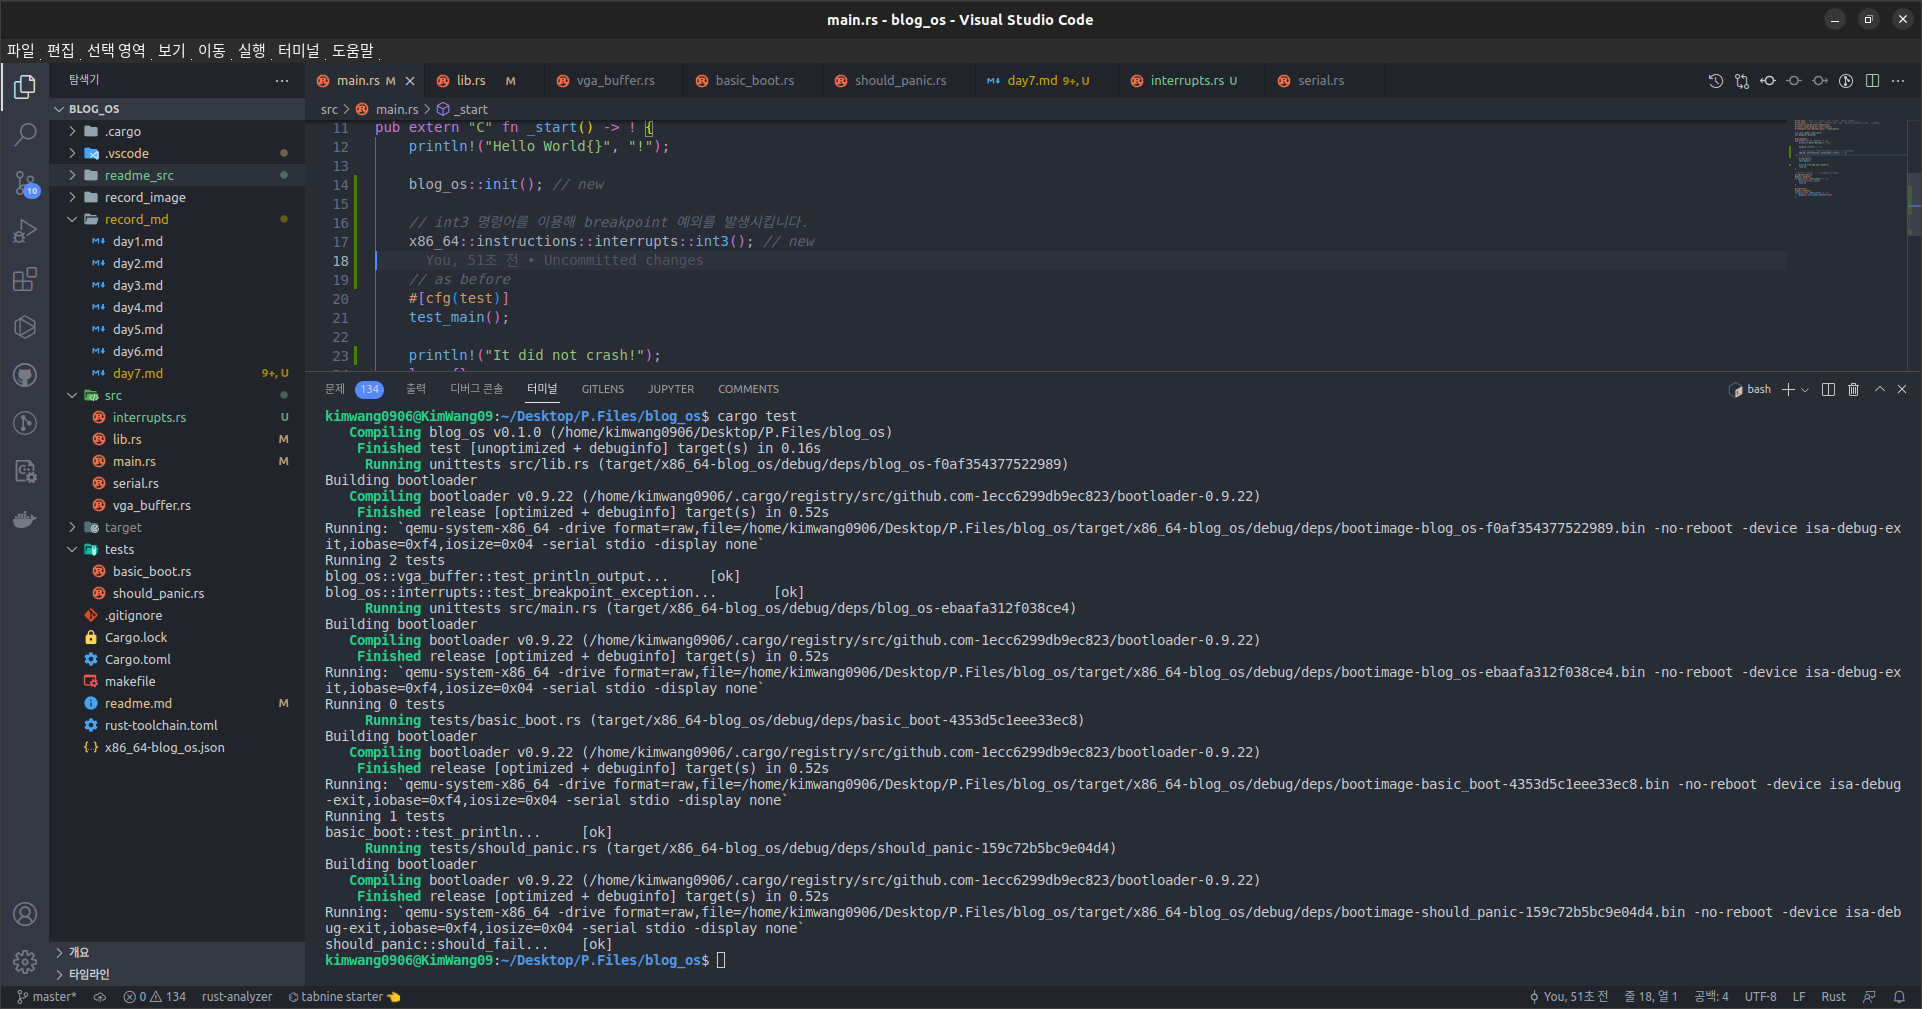 main.rs - blog_os - Visual Studio Code
파일 편집 선택 영역 보기 이동 실행 터미널 도움말
탐색기
main.rs M
lib.rs M
vga_buffer.rs
basic_boot.rs
should_panic.rs
day7.md 9+, U
interrupts.rs U
serial.rs
src > main.rs > _start
BLOG_OS
.cargo
.vscode
readme_src
record_image
record_md
day1.md
day2.md
day3.md
day4.md
day5.md
day6.md
day7.md 9+, U
src
interrupts.rs U
lib.rs M
main.rs M
serial.rs
vga_buffer.rs
target
tests
basic_boot.rs
should_panic.rs
.gitignore
Cargo.lock
Cargo.toml
makefile
readme.md M
rust-toolchain.toml
x86_64-blog_os.json
개요
타임라인
10
11 pub extern "C" fn _start() -> ! {
12 println!("Hello World{}", "!");
13
14 blog_os::init(); // new
15
16 // int3 명령어를 이용해 breakpoint 예외를 발생시킵니다.
17 x86_64::instructions::interrupts::int3(); // new
18 You, 51초 전 • Uncommitted changes
19 // as before
20 #[cfg(test)]
21 test_main();
22
23 println!("It did not crash!");
문제 134 출력 디버그 콘솔 터미널 GITLENS JUPYTER COMMENTS
bash
kimwang0906@KimWang09:~/Desktop/P.Files/blog_os$ cargo test
Compiling blog_os v0.1.0 (/home/kimwang0906/Desktop/P.Files/blog_os)
Finished test [unoptimized + debuginfo] target(s) in 0.16s
Running unittests src/lib.rs (target/x86_64-blog_os/debug/deps/blog_os-f0af354377522989)
Building bootloader
Compiling bootloader v0.9.22 (/home/kimwang0906/.cargo/registry/src/github.com-1ecc6299db9ec823/bootloader-0.9.22)
Finished release [optimized + debuginfo] target(s) in 0.52s
Running: `qemu-system-x86_64 -drive format=raw,file=/home/kimwang0906/Desktop/P.Files/blog_os/target/x86_64-blog_os/debug/deps/bootimage-blog_os-f0af354377522989.bin -no-reboot -device isa-debug-ex
it,iobase=0xf4,iosize=0x04 -serial stdio -display none`
Running 2 tests
blog_os::vga_buffer::test_println_output... [ok]
blog_os::interrupts::test_breakpoint_exception... [ok]
Running unittests src/main.rs (target/x86_64-blog_os/debug/deps/blog_os-ebaafa312f038ce4)
Building bootloader
Compiling bootloader v0.9.22 (/home/kimwang0906/.cargo/registry/src/github.com-1ecc6299db9ec823/bootloader-0.9.22)
Finished release [optimized + debuginfo] target(s) in 0.52s
Running: `qemu-system-x86_64 -drive format=raw,file=/home/kimwang0906/Desktop/P.Files/blog_os/target/x86_64-blog_os/debug/deps/bootimage-blog_os-ebaafa312f038ce4.bin -no-reboot -device isa-debug-ex
it,iobase=0xf4,iosize=0x04 -serial stdio -display none`
Running 0 tests
Running tests/basic_boot.rs (target/x86_64-blog_os/debug/deps/basic_boot-4353d5c1eee33ec8)
Building bootloader
Compiling bootloader v0.9.22 (/home/kimwang0906/.cargo/registry/src/github.com-1ecc6299db9ec823/bootloader-0.9.22)
Finished release [optimized + debuginfo] target(s) in 0.52s
Running: `qemu-system-x86_64 -drive format=raw,file=/home/kimwang0906/Desktop/P.Files/blog_os/target/x86_64-blog_os/debug/deps/bootimage-basic_boot-4353d5c1eee33ec8.bin -no-reboot -device isa-debug
-exit,iobase=0xf4,iosize=0x04 -serial stdio -display none`
Running 1 tests
basic_boot::test_println... [ok]
Running tests/should_panic.rs (target/x86_64-blog_os/debug/deps/should_panic-159c72b5bc9e04d4)
Building bootloader
Compiling bootloader v0.9.22 (/home/kimwang0906/.cargo/registry/src/github.com-1ecc6299db9ec823/bootloader-0.9.22)
Finished release [optimized + debuginfo] target(s) in 0.52s
Running: `qemu-system-x86_64 -drive format=raw,file=/home/kimwang0906/Desktop/P.Files/blog_os/target/x86_64-blog_os/debug/deps/bootimage-should_panic-159c72b5bc9e04d4.bin -no-reboot -device isa-deb
ug-exit,iobase=0xf4,iosize=0x04 -serial stdio -display none`
should_panic::should_fail... [ok]
kimwang0906@KimWang09:~/Desktop/P.Files/blog_os$
master* 0 134 rust-analyzer tabnine starter You, 51초 전 줄 18, 열 1 공백: 4 UTF-8 LF Rust